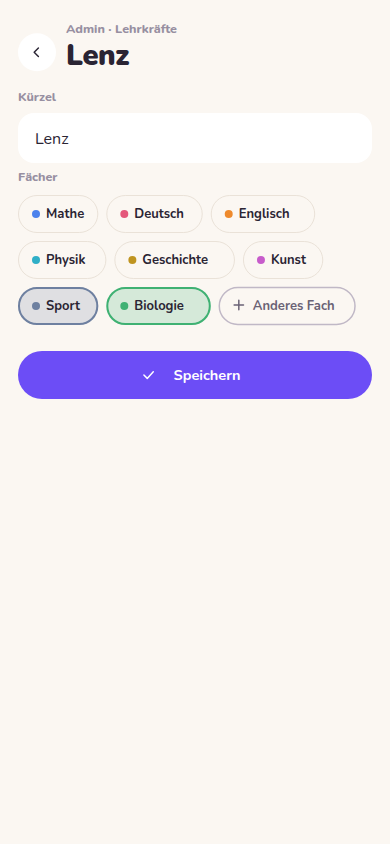 Admin · Lehrkräfte
Lenz
Kürzel
Lenz
Fächer
Mathe
Deutsch
Englisch
Physik
Geschichte
Kunst
Sport
Biologie
Anderes Fach
Speichern